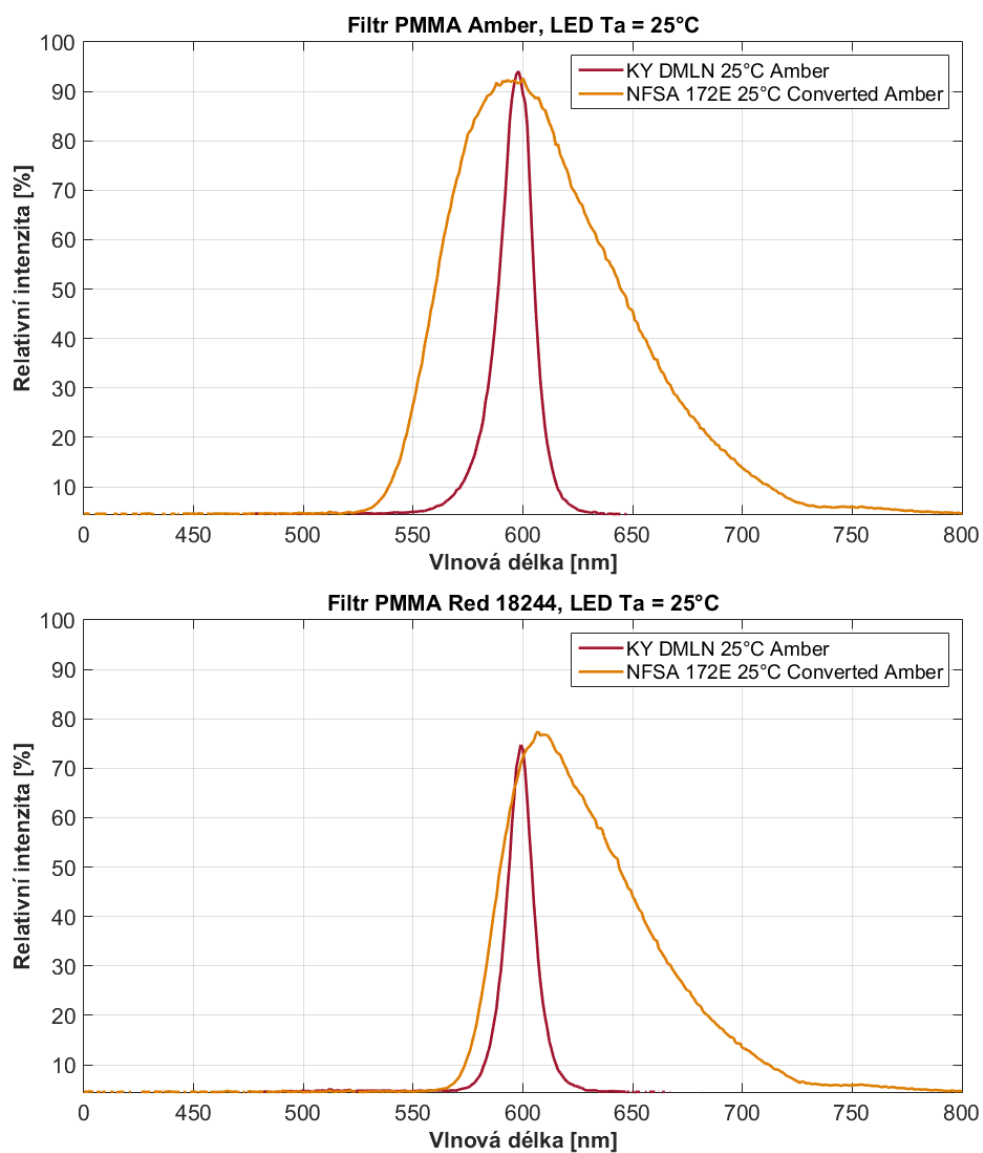 Filtr PMMA Amber, LED Ta = 25°C
100
90
80
70
60
50
40
30
20
10
Relativní intenzita [%]
KY DMLN 25°C Amber
NFSA 172E 25°C Converted Amber
0 450 500 550 600 650 700 750 800
Vlnová délka [nm]
Filtr PMMA Red 18244, LED Ta = 25°C
100
90
80
70
60
50
40
30
20
10
Relativní intenzita [%]
KY DMLN 25°C Amber
NFSA 172E 25°C Converted Amber
0 450 500 550 600 650 700 750 800
Vlnová délka [nm]